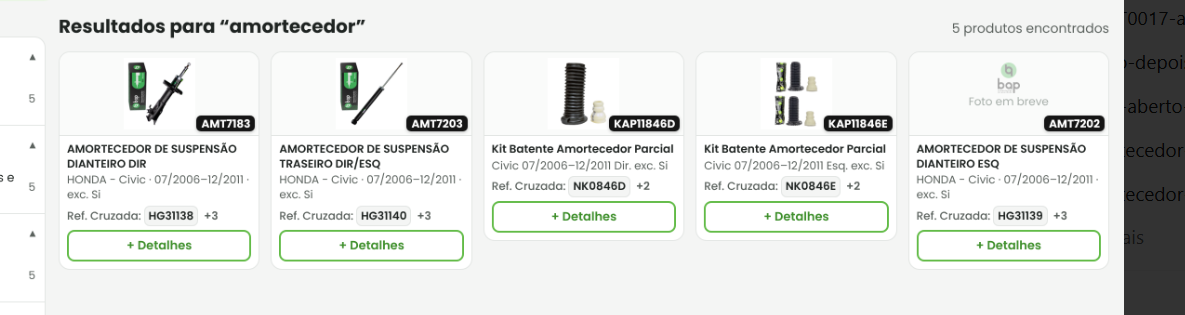 Resultados para “amortecedor”
5 produtos encontrados
▲
5
▲
s e
5
▲
5
AMT7183
AMORTECEDOR DE SUSPENSÃO
DIANTEIRO DIR
HONDA - Civic · 07/2006–12/2011 ·
exc. Si
Ref. Cruzada: HG31138 +3
+ Detalhes
AMT7203
AMORTECEDOR DE SUSPENSÃO
TRASEIRO DIR/ESQ
HONDA - Civic · 07/2006–12/2011 ·
exc. Si
Ref. Cruzada: HG31140 +3
+ Detalhes
KAP11846D
Kit Batente Amortecedor Parcial
Civic 07/2006–12/2011 Dir. exc. Si
Ref. Cruzada: NK0846D +2
+ Detalhes
KAP11846E
Kit Batente Amortecedor Parcial
Civic 07/2006–12/2011 Esq. exc. Si
Ref. Cruzada: NK0846E +2
+ Detalhes
bap
Foto em breve
AMT7202
AMORTECEDOR DE SUSPENSÃO
DIANTEIRO ESQ
HONDA - Civic · 07/2006–12/2011 ·
exc. Si
Ref. Cruzada: HG31139 +3
+ Detalhes
T0017-a
o-depois
-aberto
tecedor
tecedor
ais